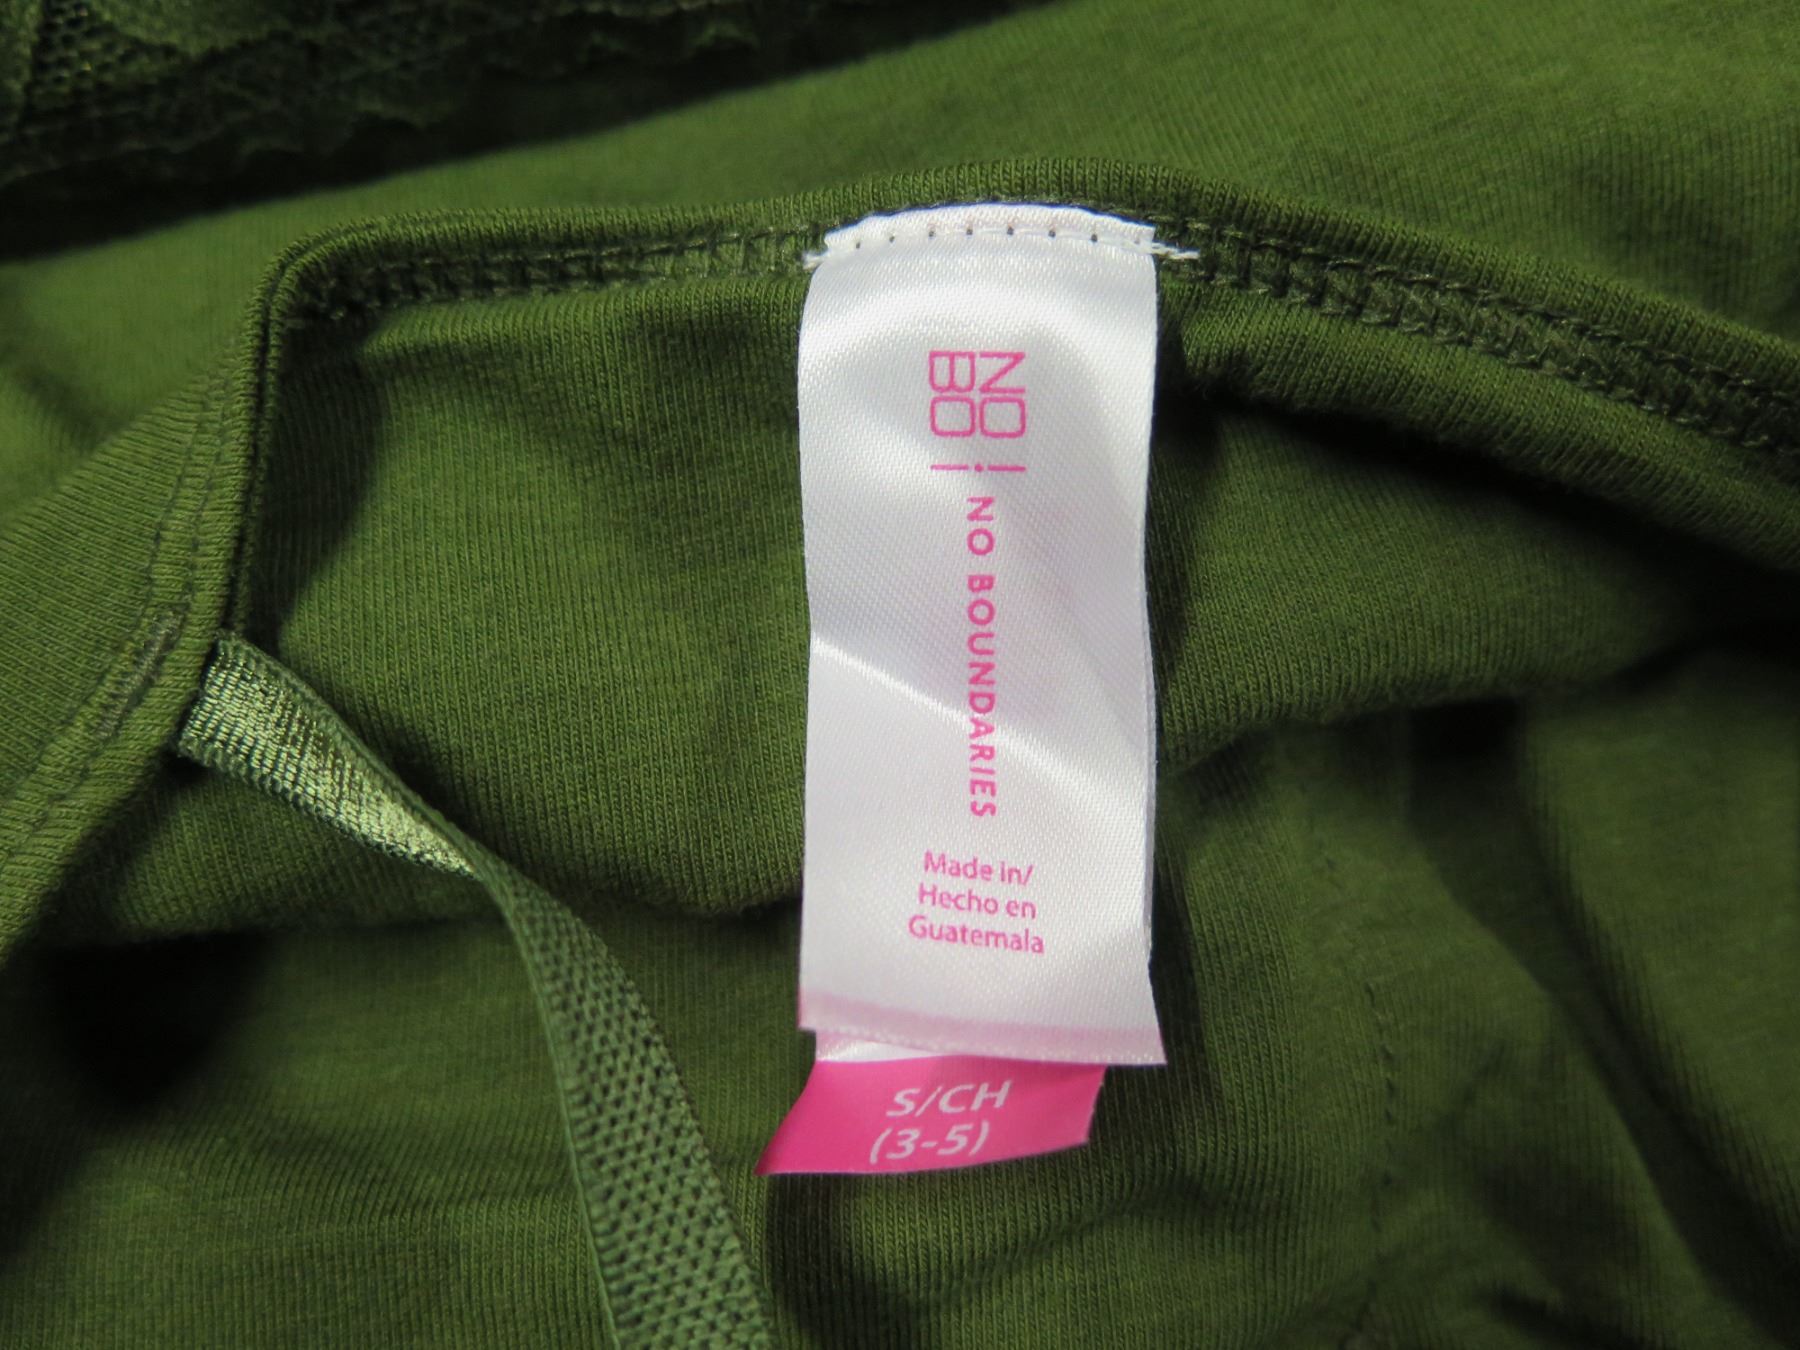 NO!
BO!
NO BOUNDARIES
Made in/
Hecho en
Guatemala
S/CH
(3-5)